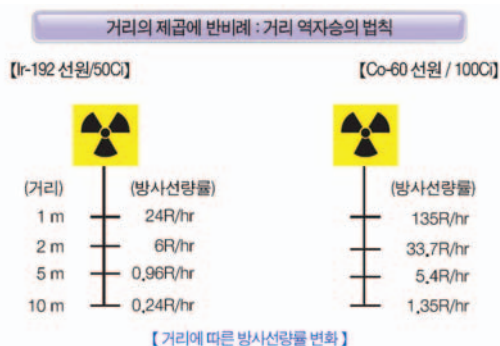 거리의 제곱에 반비례 : 거리 역자승의 법칙
【Ir-192 선원/50Ci】 【Co-60 선원 / 100Ci】
(거리) (방사선량률) (방사선량률)
1 m 24R/hr 135R/hr
2 m 6R/hr 33.7R/hr
5 m 0.96R/hr 5.4R/hr
10 m 0.24R/hr 1.35R/hr
【 거리에 따른 방사선량률 변화 】